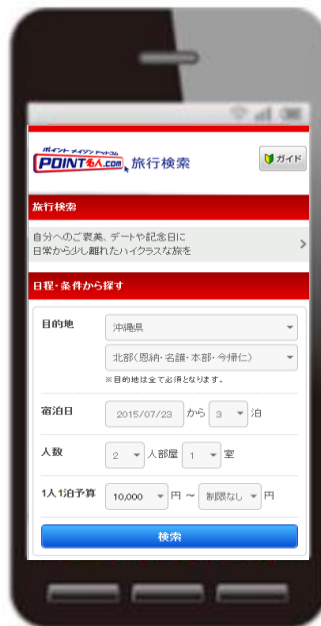 ポイント メイジン ドットコム
POINT名人.com 旅行検索
ガイド
旅行検索
自分へのご褒美、デートや記念日に
日常から少し離れたハイクラスな旅を
日程・条件から探す
目的地 沖縄県
北部(恩納・名護・本部・今帰仁)
※目的地は全て必須となります。
宿泊日 2015/07/23 から 3 泊
人数 2 人部屋 1 室
1人1泊予算 10,000 円 ～ 制限なし 円
検索